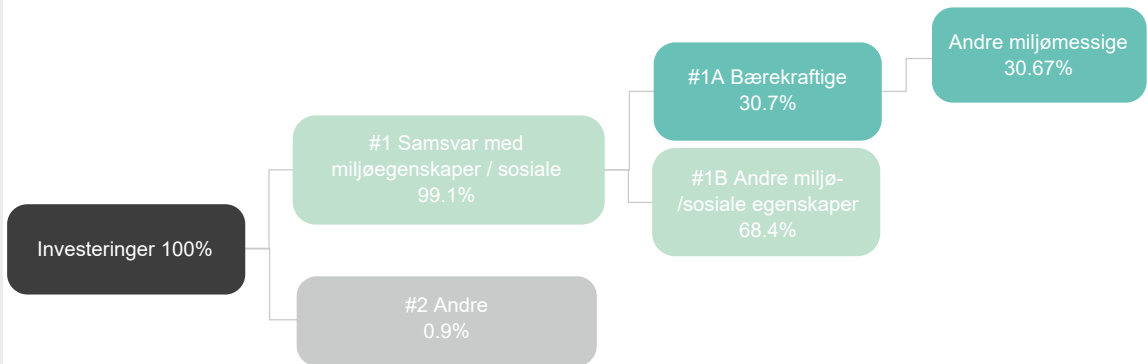 Investeringer 100%
#1 Samsvar med
miljøegenskaper / sosiale
99.1%
#2 Andre
0.9%
#1A Bærekraftige
30.7%
#1B Andre miljø-
/sosiale egenskaper
68.4%
Andre miljømessige
30.67%